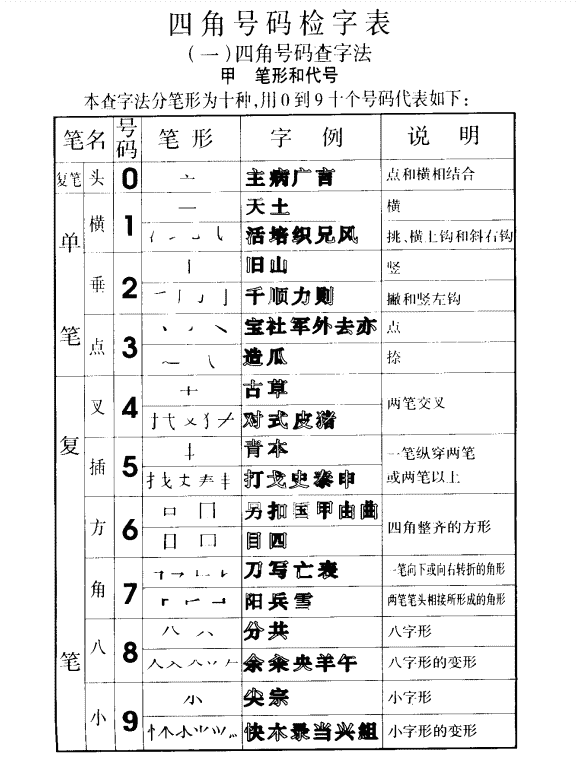 四角号码检字表
(一)四角号码查字法
甲 笔形和代号
本查字法分笔形为十种,用0到9十个号码代表如下:
笔名 号码 笔形 字例 说明
复笔 头 0 亠 主病广言 点和横相结合
单笔 横 1 一 天土 横
活培织兄风 挑、横上钩和斜右钩
垂 2 丨 旧山 竖
千顺力则 撇和竖左钩
点 3 丶 宝社军外去亦 点
造瓜 捺
复笔 叉 4 十 古草 两笔交叉
对式皮猪
插 5 青本 一笔纵穿两笔
或两笔以上
打戈史泰申
方 6 口 冂 另扣国甲由曲 四角整齐的方形
目四
角 7 刀写亡表 一笔向下或向右转折的角形
阳兵雪 两笔笔头相接所形成的角形
八 8 八 分共 八字形
人入 余籴央羊午 八字形的变形
小 9 小 尖宗 小字形
快木录当兴组 小字形的变形